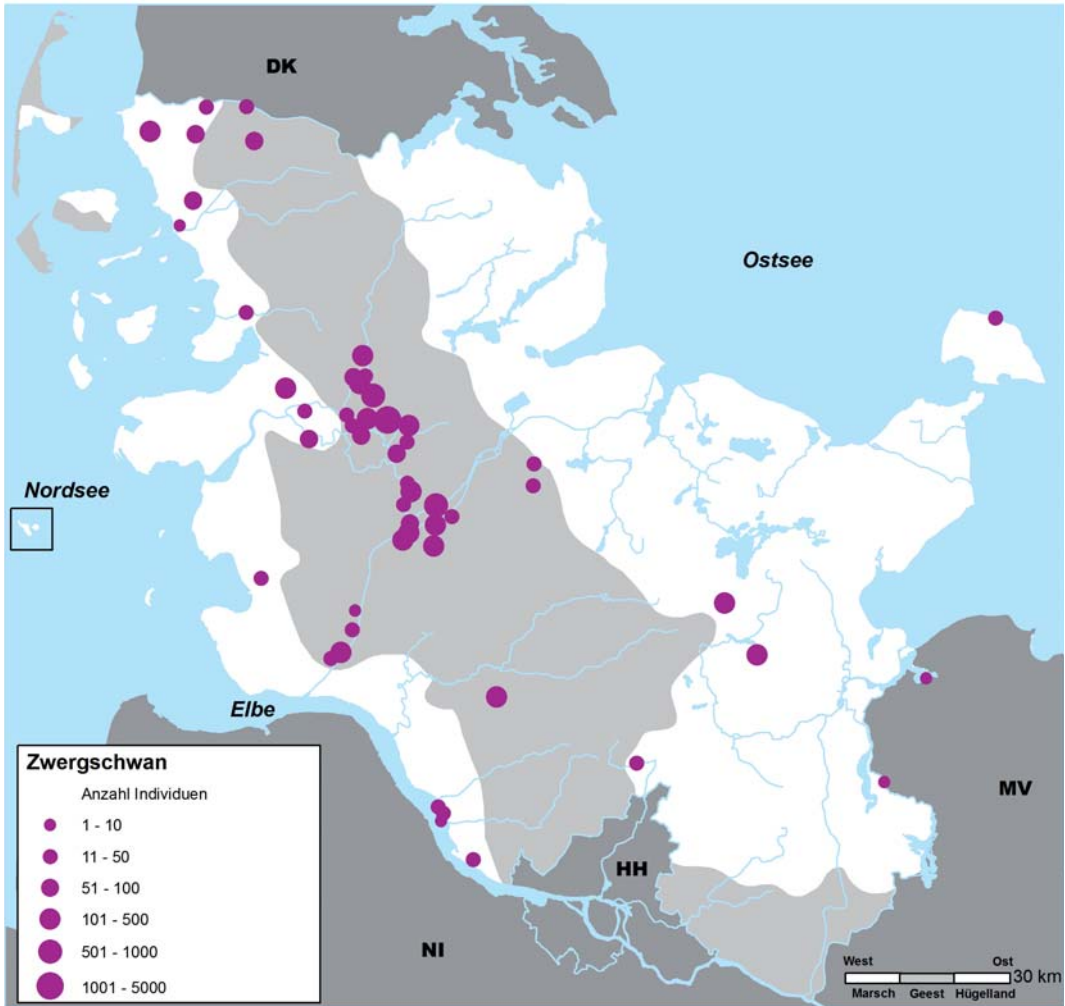 DK
Ostsee
Nordsee
Elbe
MV
HH
NI
Zwergschwan
Anzahl Individuen
1 - 10
11 - 50
51 - 100
101 - 500
501 - 1000
1001 - 5000
West Ost
30 km
Marsch Geest Hügelland